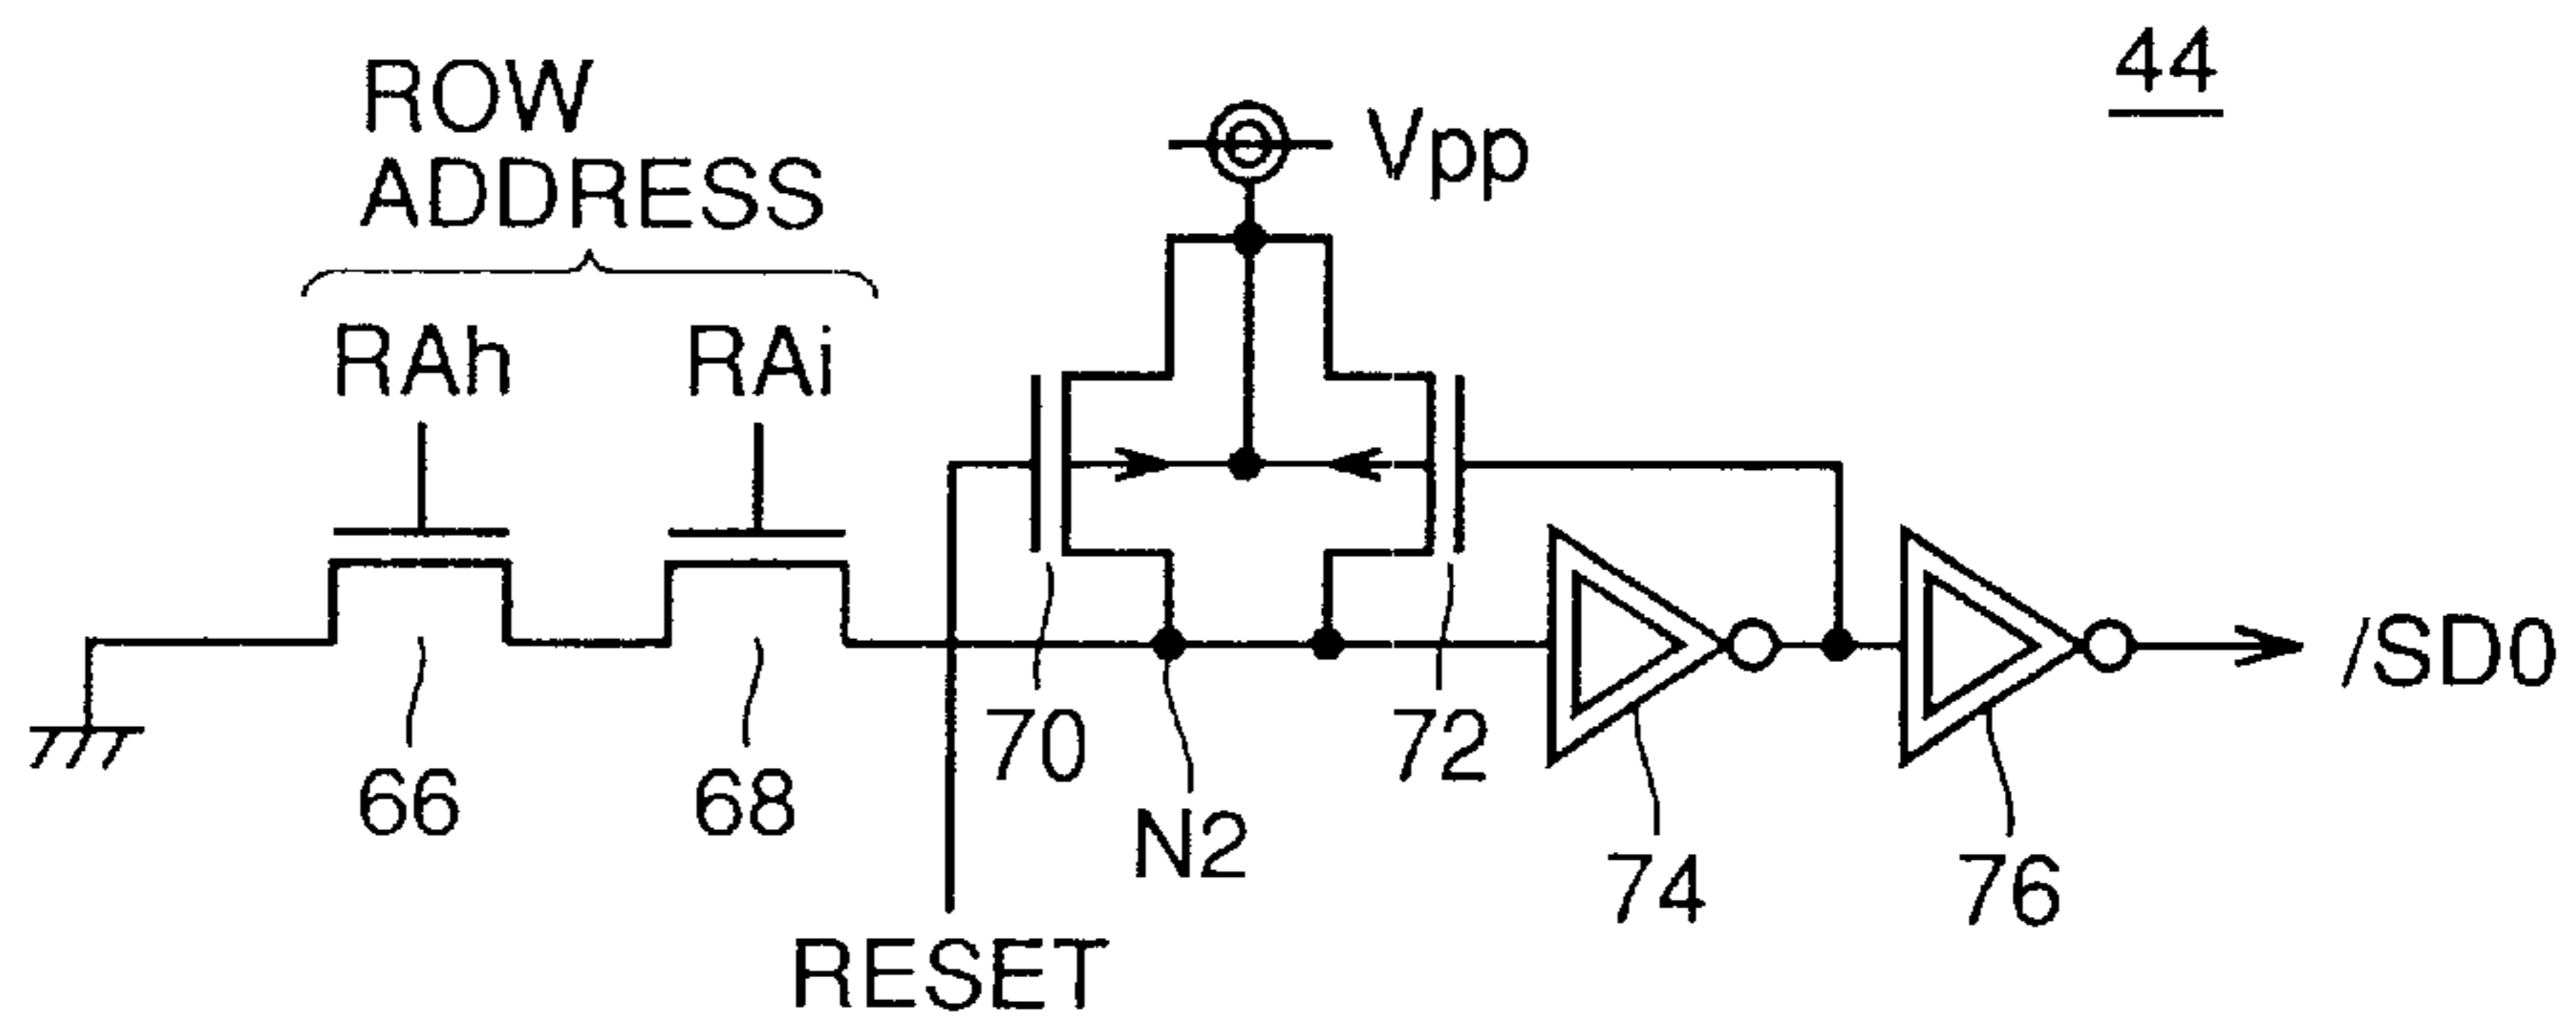 44
ROW
ADDRESS
Vpp
RAh
RAi
/SD0
70
72
66
68
N2
74
76
RESET